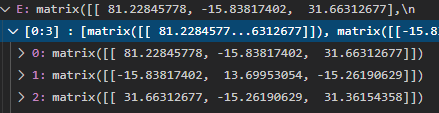 E: matrix([[ 81.22845778, -15.83817402, 31.66312677],\n
[0:3] : [matrix([[ 81.2284577...6312677]]), matrix([[-15.8
0: matrix([[ 81.22845778, -15.83817402, 31.66312677]])
1: matrix([[-15.83817402, 13.69953054, -15.26190629]])
2: matrix([[ 31.66312677, -15.26190629, 31.36154358]])